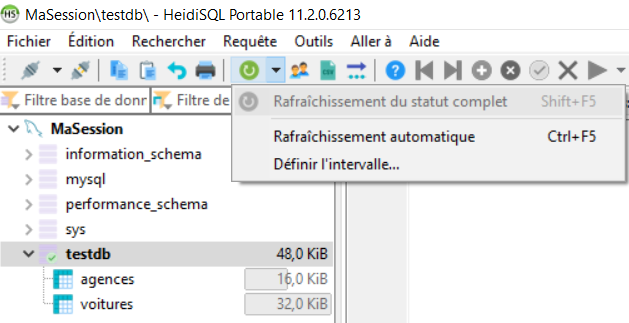 MaSession\testdb\ - HeidiSQL Portable 11.2.0.6213
Fichier Édition Rechercher Requête Outils Aller à Aide
Filtre base de donn Filtre de
Rafraîchissement du statut complet Shift+F5
Rafraîchissement automatique Ctrl+F5
Définir l'intervalle...
MaSession
information_schema
mysql
performance_schema
sys
testdb 48,0 KiB
agences 16,0 KiB
voitures 32,0 KiB